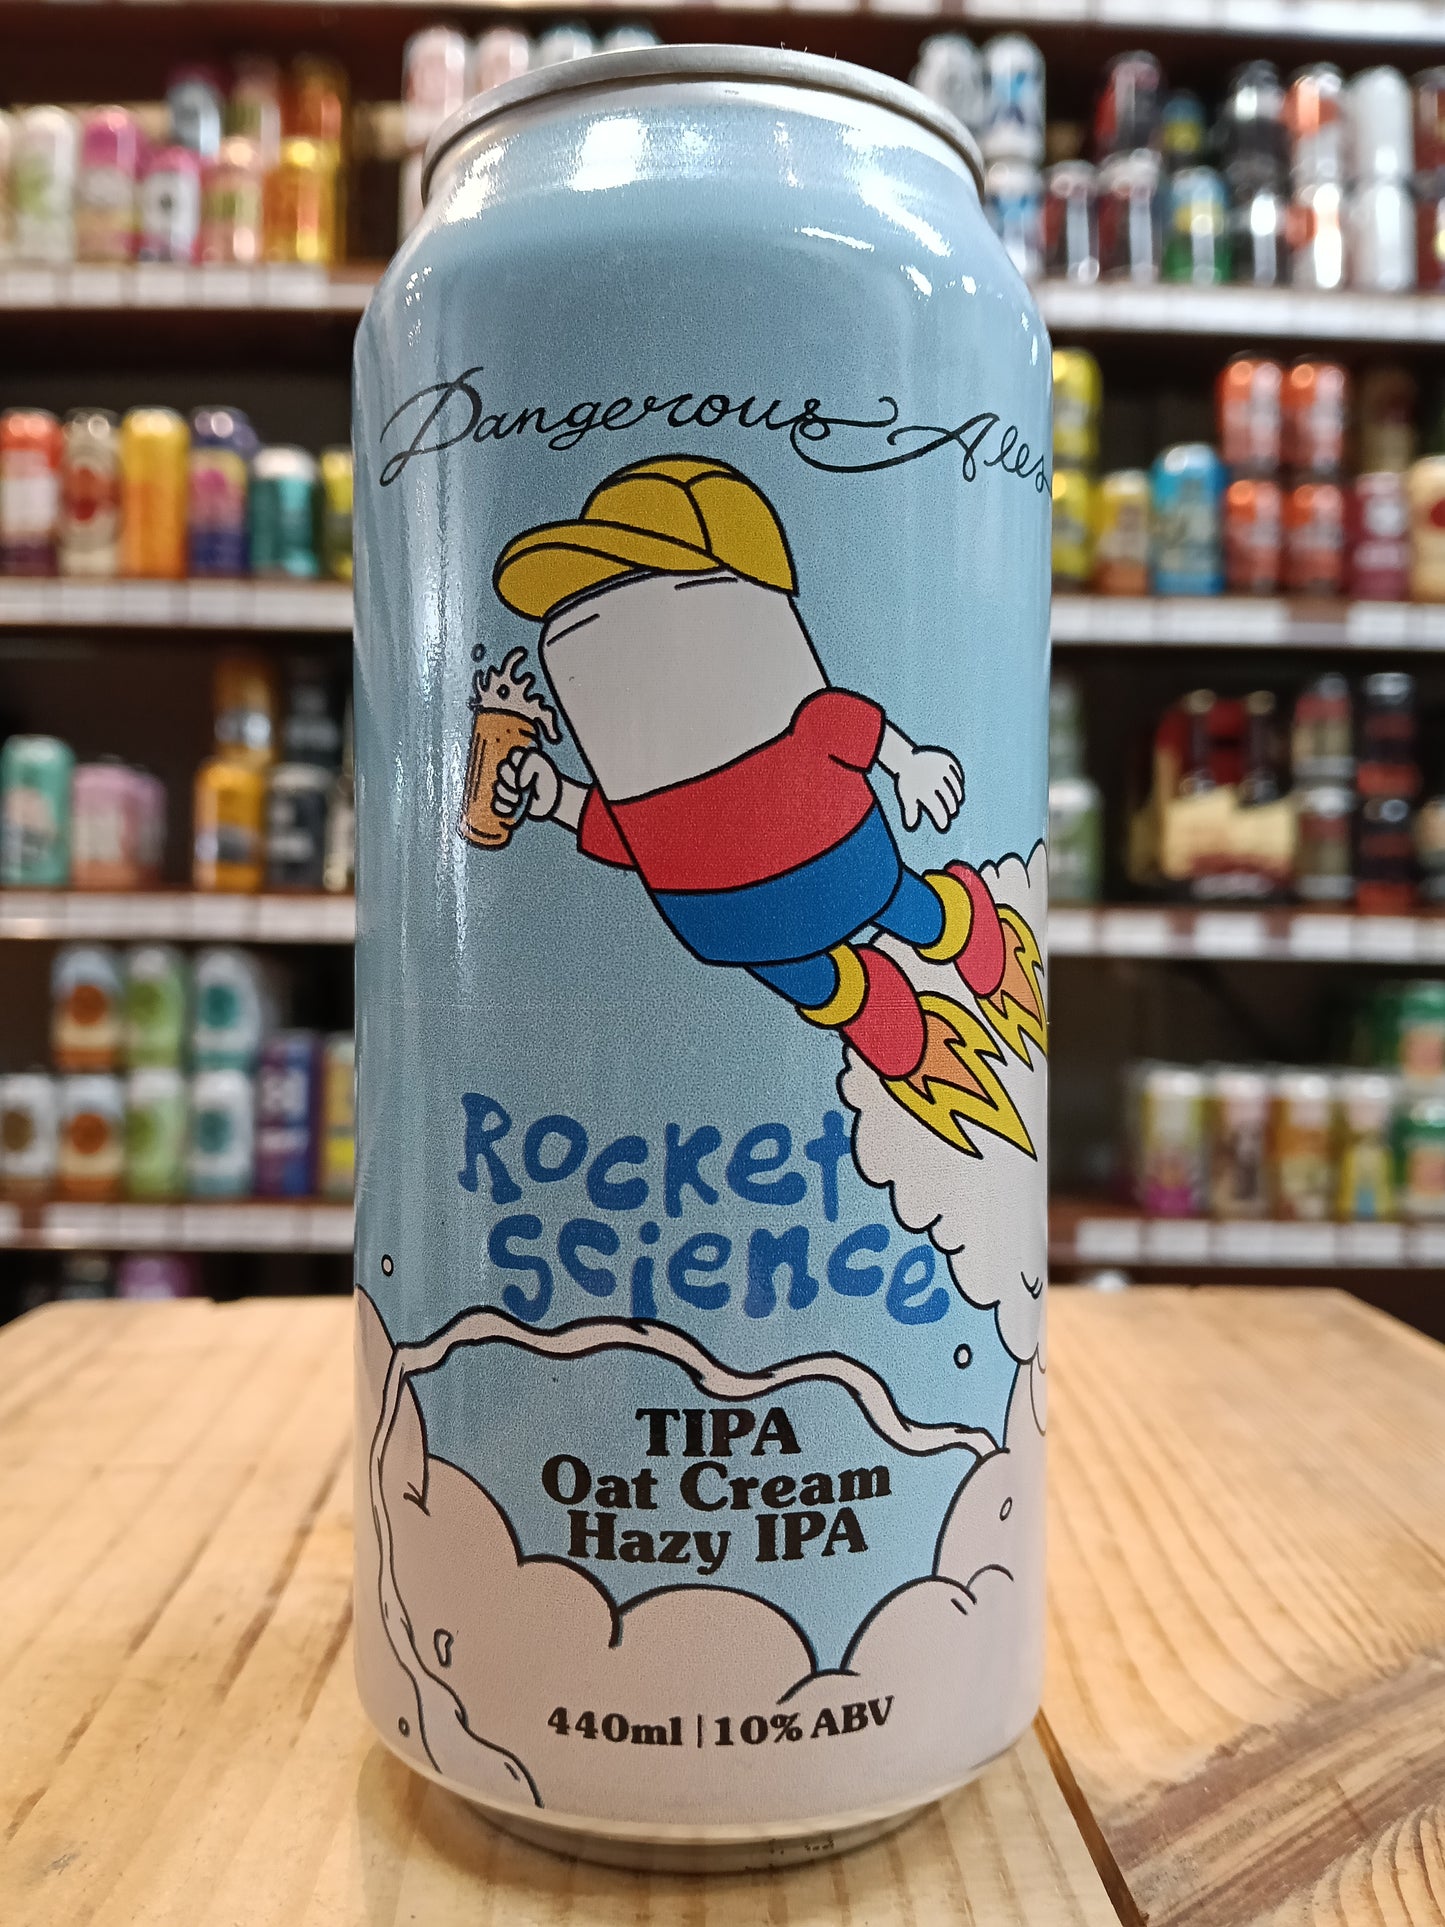 Dangerous Ales
Rocket
Science
TIPA
Oat Cream
Hazy IPA
440ml | 10% ABV